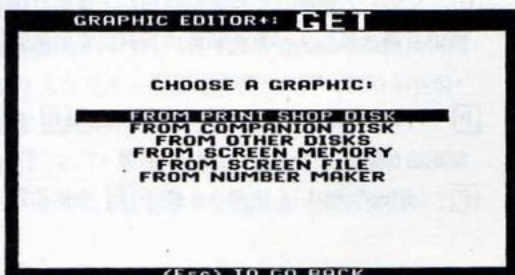 GRAPHIC EDITOR+: GET
CHOOSE A GRAPHIC:
FROM PRINT SHOP DISK
FROM COMPANION DISK
FROM OTHER DISKS
FROM SCREEN MEMORY
FROM SCREEN FILE
FROM NUMBER MAKER
<Esc> TO GO BACK